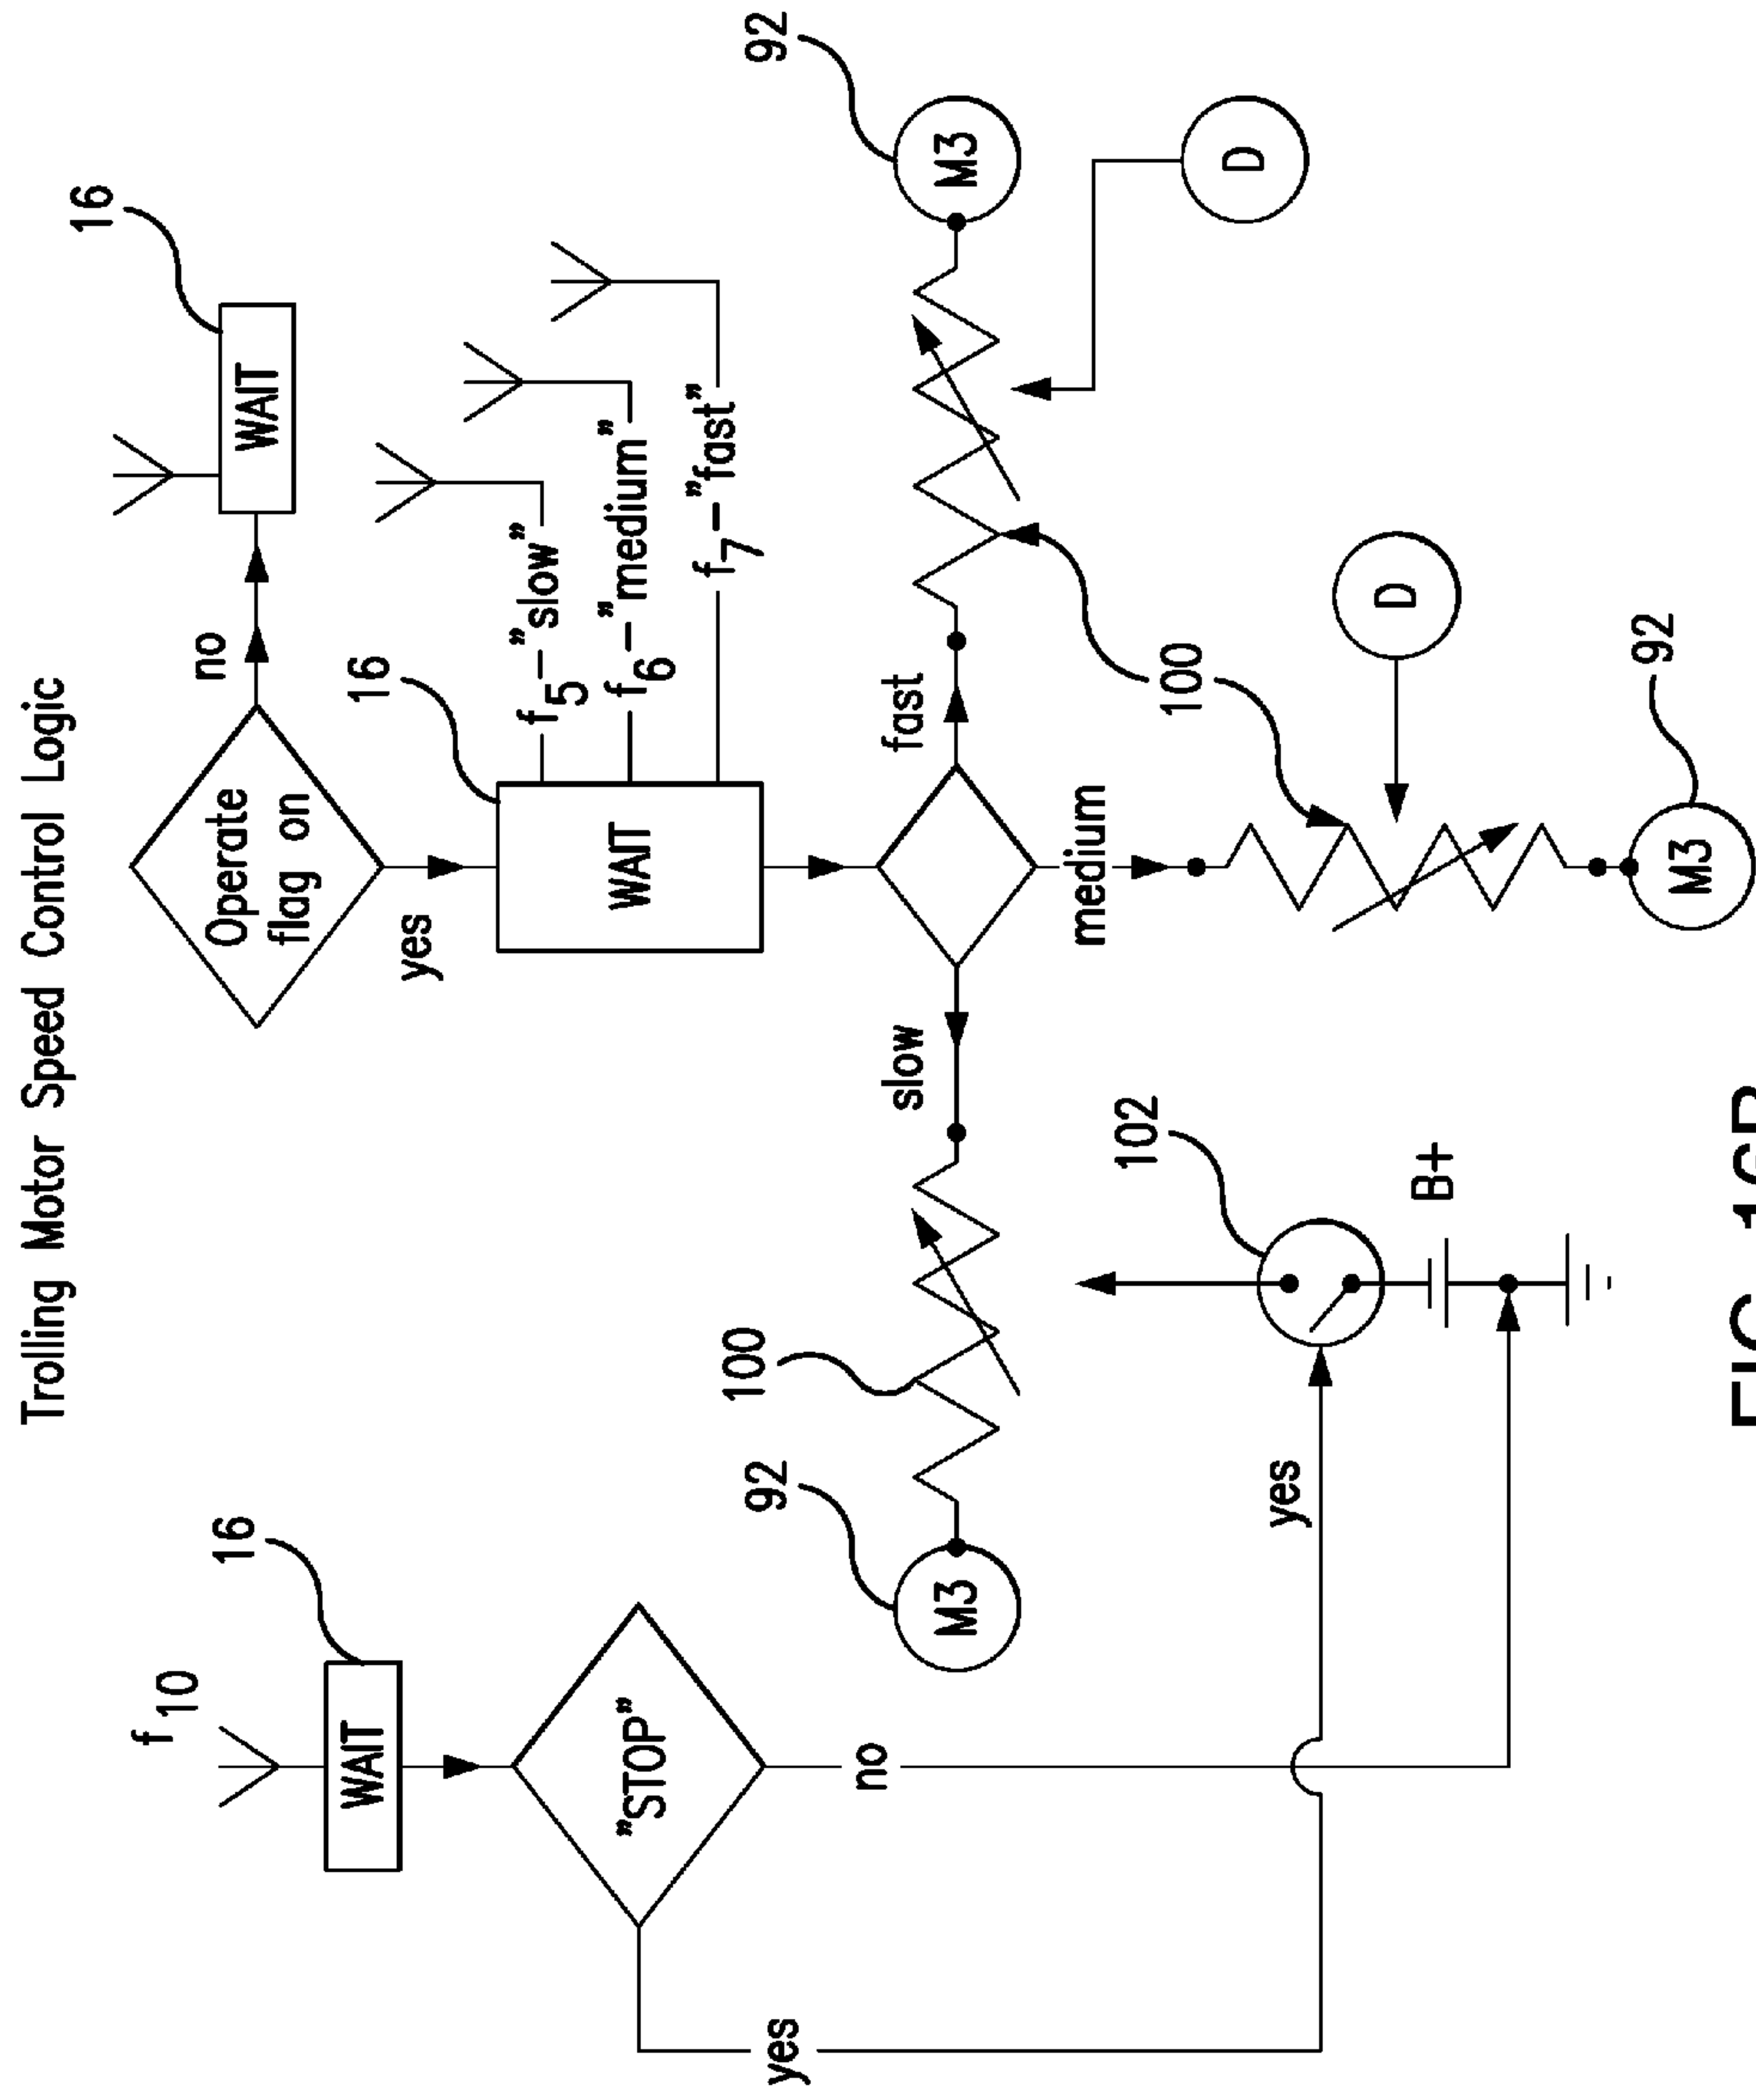 Trolling Motor Speed Control Logic
f10
16
WAIT
"STOP"
yes
no
yes
Operate
flag on
no
16
WAIT
yes
16
WAIT
f5-"slow"
f6-"medium"
f7-"fast"
slow
fast
medium
92
M3
100
92
M3
D
100
D
92
M3
102
B+